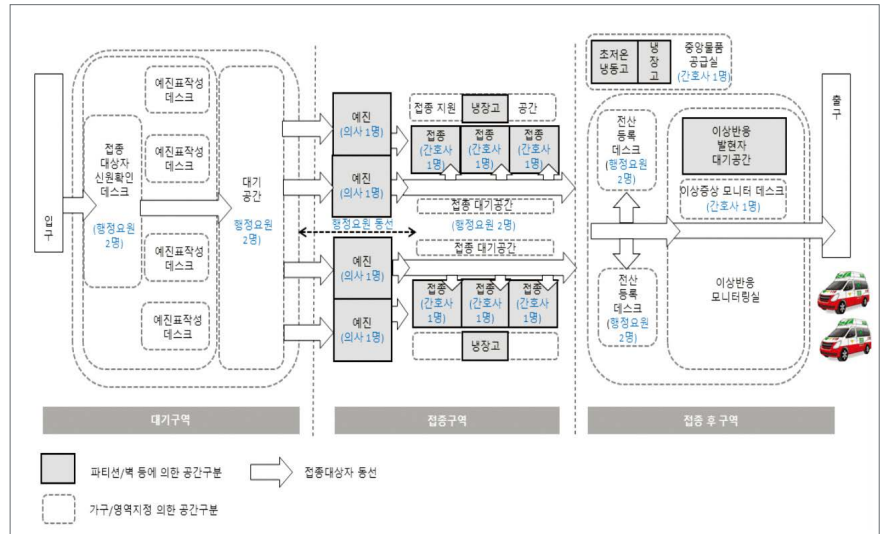 입구
접종
대상자
신원확인
데스크
(행정요원
2명)
예진표작성
데스크
예진표작성
데스크
예진표작성
데스크
예진표작성
데스크
대기
공간
(행정요원
2명)
예진
(의사 1명)
예진
(의사 1명)
행정요원 동선
예진
(의사 1명)
예진
(의사 1명)
접종 지원 냉장고 공간
접종
(간호사
1명)
접종
(간호사
1명)
접종
(간호사
1명)
접종 대기공간
(행정요원 2명)
접종 대기공간
접종
(간호사
1명)
접종
(간호사
1명)
접종
(간호사
1명)
냉장고
초저온
냉동고
냉장고
중앙물품
공급실
(간호사 1명)
출구
전산
등록
데스크
(행정요원
2명)
이상반응
발현자
대기공간
이상증상 모니터 데스크
(간호사 1명)
전산
등록
데스크
(행정요원
2명)
이상반응
모니터링실
대기구역
접종구역
접종 후 구역
파티션/벽 등에 의한 공간구분
접종대상자 동선
가구/영역지정 의한 공간구분